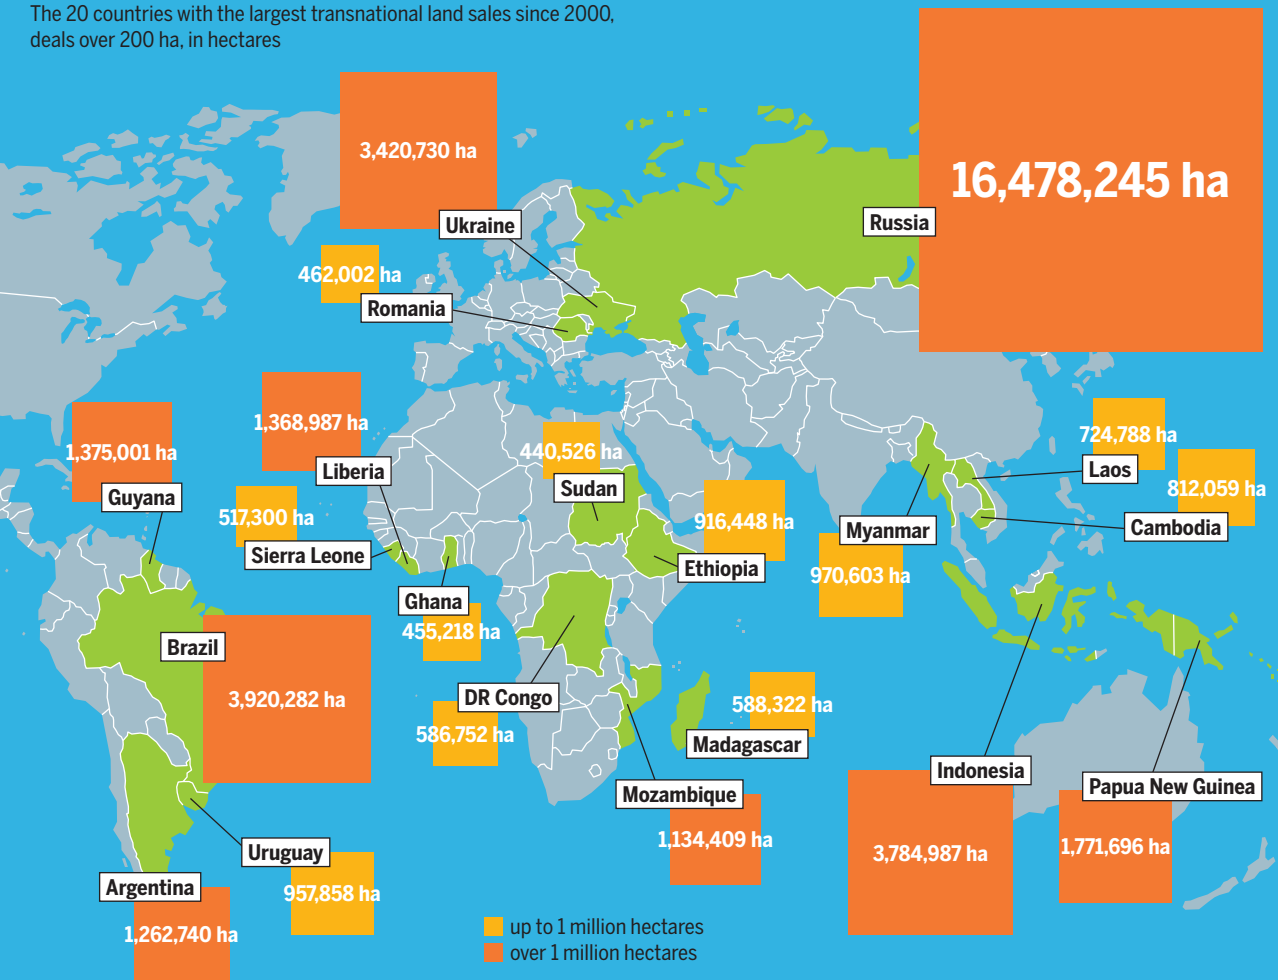 The 20 countries with the largest transnational land sales since 2000,
deals over 200 ha, in hectares
3,420,730 ha
Ukraine
16,478,245 ha
Russia
462,002 ha
Romania
1,375,001 ha
Guyana
1,368,987 ha
Liberia
517,300 ha
Sierra Leone
440,526 ha
Sudan
916,448 ha
Ethiopia
724,788 ha
Laos
812,059 ha
Cambodia
Myanmar
970,603 ha
Ghana
455,218 ha
Brazil
3,920,282 ha
DR Congo
586,752 ha
588,322 ha
Madagascar
Mozambique
1,134,409 ha
Indonesia
3,784,987 ha
Papua New Guinea
1,771,696 ha
Uruguay
957,858 ha
Argentina
1,262,740 ha
up to 1 million hectares
over 1 million hectares